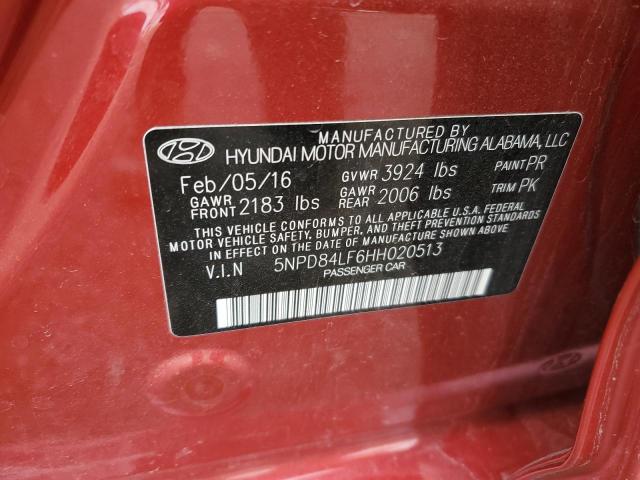 MANUFACTURED BY
HYUNDAI MOTOR MANUFACTURING ALABAMA, LLC
Feb/05/16 GVWR 3924 lbs PAINT PR
GAWR FRONT 2183 lbs GAWR REAR 2006 lbs TRIM PK
THIS VEHICLE CONFORMS TO ALL APPLICABLE U.S.A. FEDERAL
MOTOR VEHICLE SAFETY, BUMPER, AND THEFT PREVENTION STANDARDS
IN EFFECT ON THE DATE OF MANUFACTURE SHOWN ABOVE.
V.I.N 5NPD84LF6HH020513
PASSENGER CAR